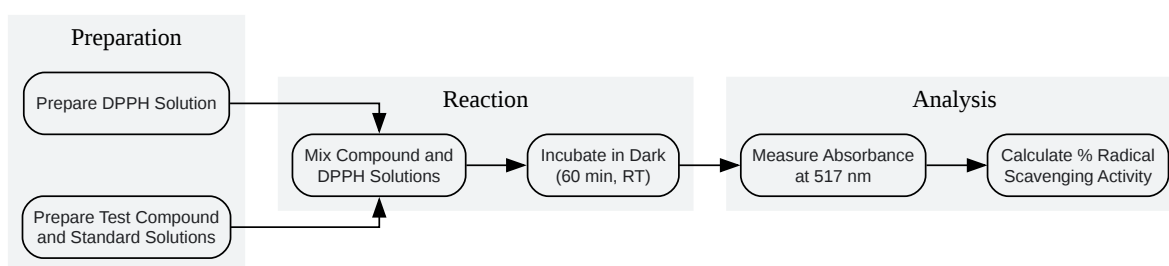 Preparation
Prepare DPPH Solution
Prepare Test Compound
and Standard Solutions
Reaction
Mix Compound and
DPPH Solutions
Incubate in Dark
(60 min, RT)
Analysis
Measure Absorbance
at 517 nm
Calculate % Radical
Scavenging Activity